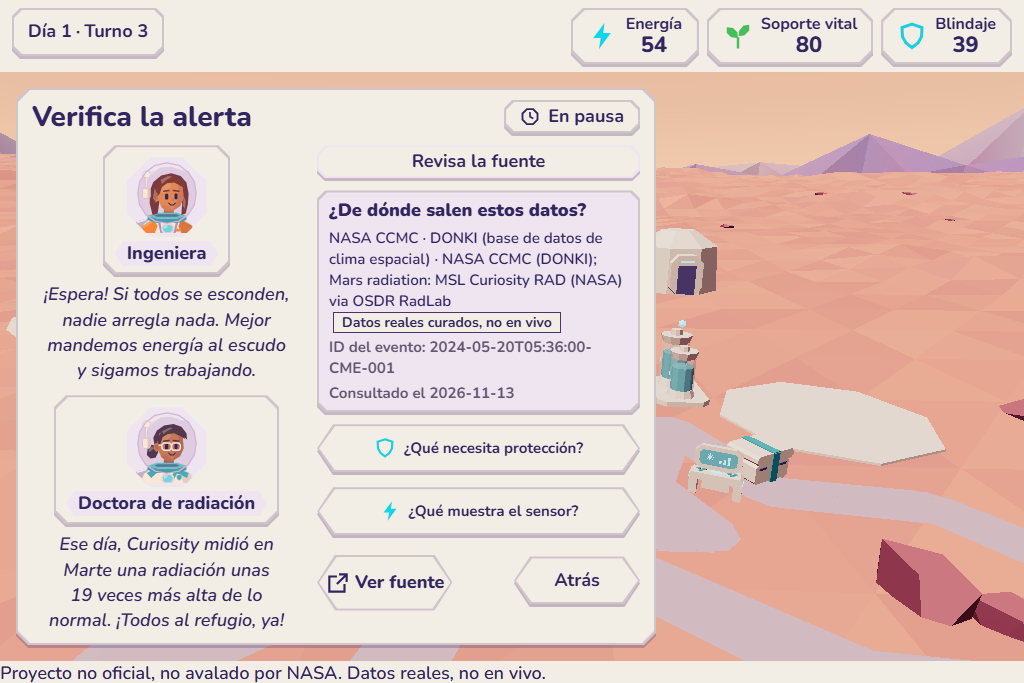 Día 1 · Turno 3
Energía
54
Soporte vital
80
Blindaje
39
Verifica la alerta
En pausa
Ingeniera
¡Espera! Si todos se esconden,
nadie arregla nada. Mejor
mandemos energía al escudo
y sigamos trabajando.
Doctora de radiación
Ese día, Curiosity midió en
Marte una radiación unas
19 veces más alta de lo
normal. ¡Todos al refugio, ya!
Revisa la fuente
¿De dónde salen estos datos?
NASA CCMC · DONKI (base de datos de
clima espacial) · NASA CCMC (DONKI);
Mars radiation: MSL Curiosity RAD (NASA)
via OSDR RadLab
Datos reales curados, no en vivo
ID del evento: 2024-05-20T05:36:00-
CME-001
Consultado el 2026-11-13
¿Qué necesita protección?
¿Qué muestra el sensor?
Ver fuente
Atrás
Proyecto no oficial, no avalado por NASA. Datos reales, no en vivo.